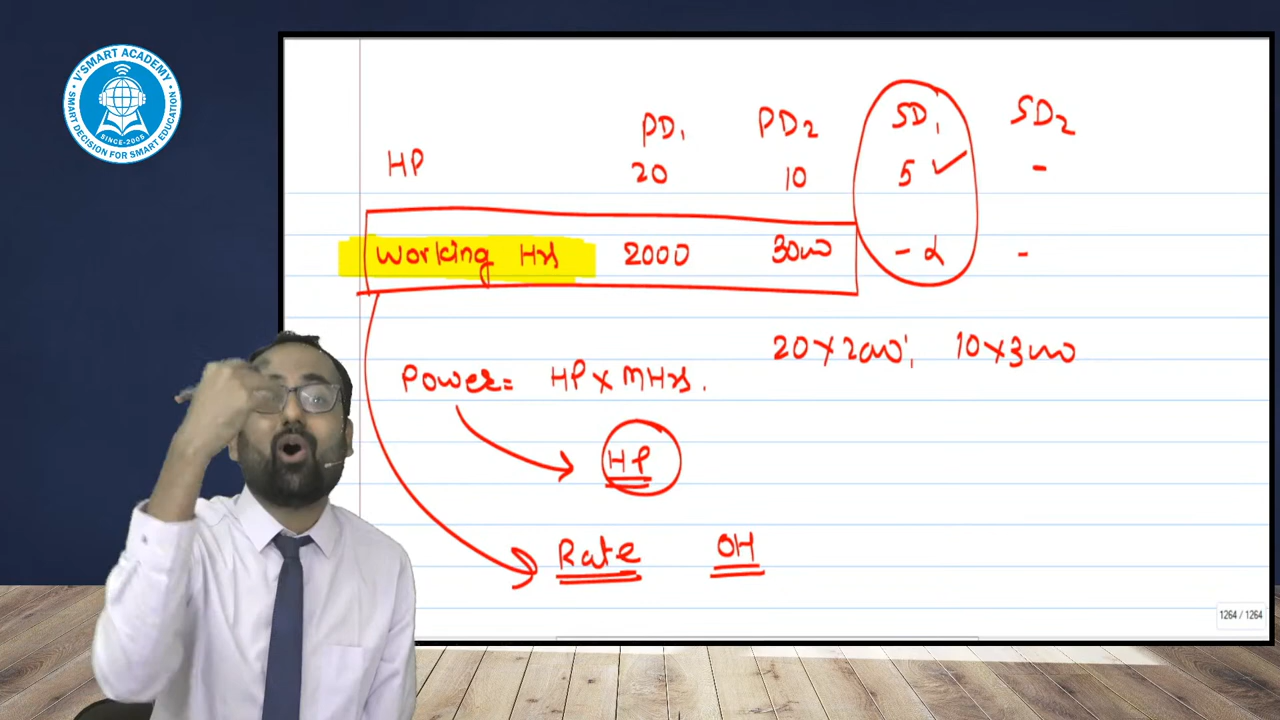 V'SMART ACADEMY
SMART DECISION FOR SMART EDUCATION
SINCE-2006
PD1 PD2 SD1 SD2
HP 20 10 5 ✓ -
Working Hrs 2000 3000 - -
20 × 2000, 10 × 3000
Power = HP × MHrs.
HP
Rate OH
1264 / 1264